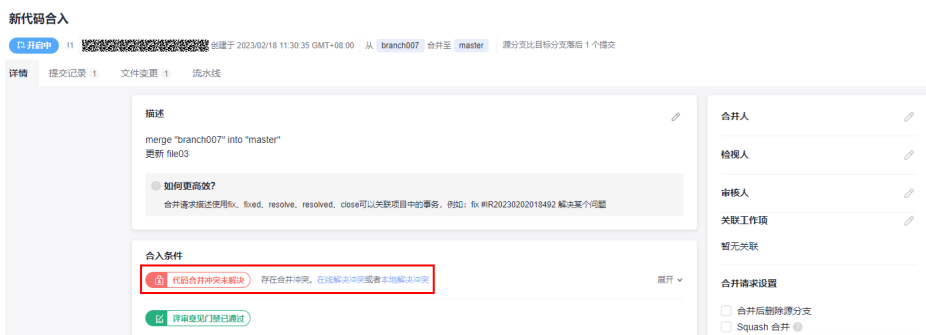 新代码合入
开启中 !1 创建于 2023/02/18 11:30:35 GMT+08:00 从 branch007 合并至 master 源分支比目标分支落后 1 个提交
详情 提交记录 1 文件变更 1 流水线
描述
merge "branch007" into "master"
更新 file03
如何更高效?
合并请求描述使用fix、fixed、resolve、resolved、close可以关联项目中的事务，例如：fix #IR20230202018492 解决某个问题
合入条件
代码合并冲突未解决 存在合并冲突。在线解决冲突或者本地解决冲突 展开
评审意见门禁已通过
合并人
检视人
审核人
关联工作项
暂无关联
合并请求设置
合并后删除源分支
Squash 合并